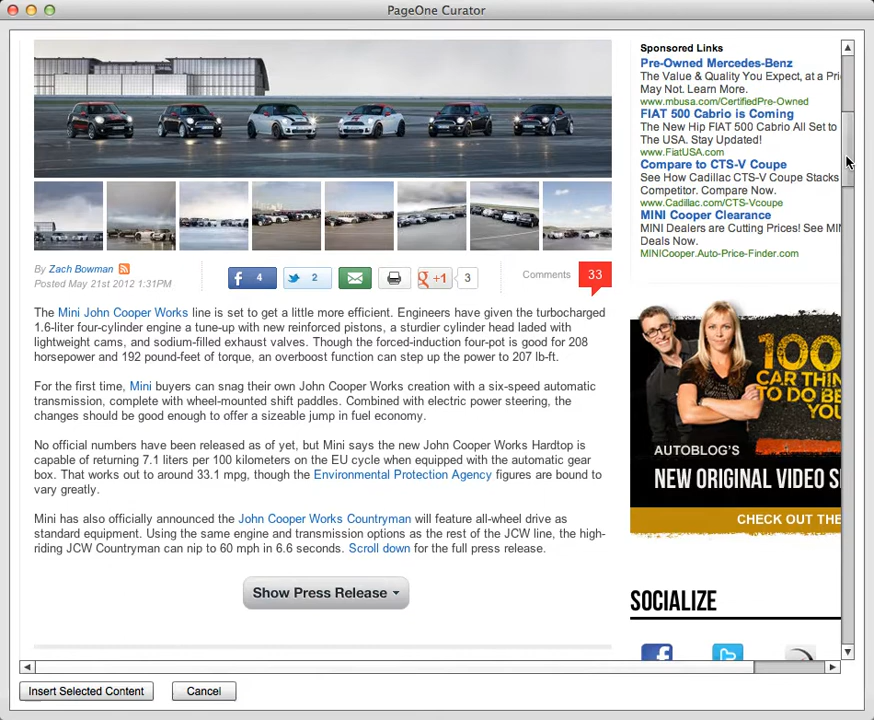 PageOne Curator
Sponsored Links
Pre-Owned Mercedes-Benz
The Value & Quality You Expect, at a Pri
May Not. Learn More.
www.mbusa.com/CertifiedPre-Owned
FIAT 500 Cabrio is Coming
The New Hip FIAT 500 Cabrio All Set to
The USA. Stay Updated!
www.FiatUSA.com
Compare to CTS-V Coupe
See How Cadillac CTS-V Coupe Stacks
Competitor. Compare Now.
www.Cadillac.com/CTS-Vcoupe
MINI Cooper Clearance
MINI Dealers are Cutting Prices! See MIN
Deals Now.
MINICooper.Auto-Price-Finder.com
By Zach Bowman
Posted May 21st 2012 1:31PM
f 4
2
g +1 3
Comments 33
The Mini John Cooper Works line is set to get a little more efficient. Engineers have given the turbocharged
1.6-liter four-cylinder engine a tune-up with new reinforced pistons, a sturdier cylinder head laded with
lightweight cams, and sodium-filled exhaust valves. Though the forced-induction four-pot is good for 208
horsepower and 192 pound-feet of torque, an overboost function can step up the power to 207 lb-ft.
For the first time, Mini buyers can snag their own John Cooper Works creation with a six-speed automatic
transmission, complete with wheel-mounted shift paddles. Combined with electric power steering, the
changes should be good enough to offer a sizeable jump in fuel economy.
No official numbers have been released as of yet, but Mini says the new John Cooper Works Hardtop is
capable of returning 7.1 liters per 100 kilometers on the EU cycle when equipped with the automatic gear
box. That works out to around 33.1 mpg, though the Environmental Protection Agency figures are bound to
vary greatly.
Mini has also officially announced the John Cooper Works Countryman will feature all-wheel drive as
standard equipment. Using the same engine and transmission options as the rest of the JCW line, the high-
riding JCW Countryman can nip to 60 mph in 6.6 seconds. Scroll down for the full press release.
Show Press Release
100
CAR THIN
TO DO BE
YOU
AUTOBLOG'S
NEW ORIGINAL VIDEO S
CHECK OUT THE
SOCIALIZE
f
Insert Selected Content
Cancel